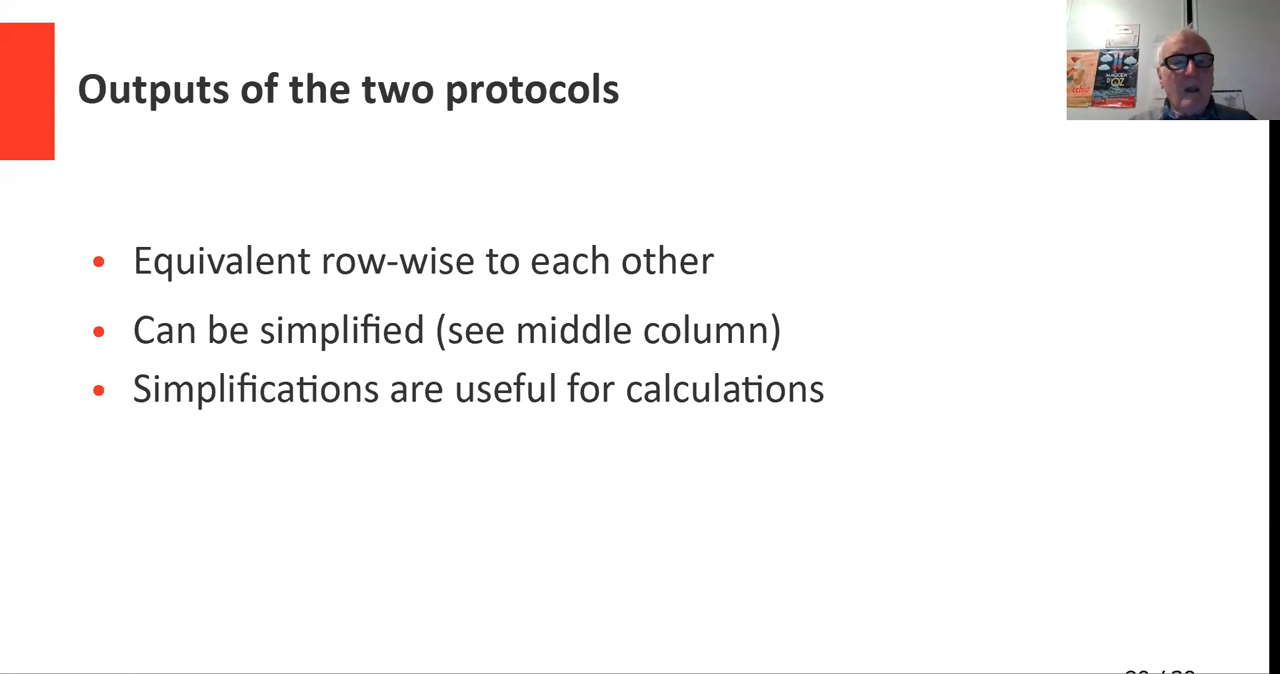 Outputs of the two protocols
Equivalent row-wise to each other
Can be simplified (see middle column)
Simplifications are useful for calculations
OZ